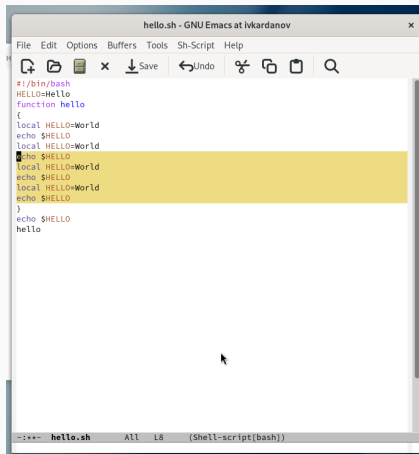 hello.sh - GNU Emacs at ivkardanov ×
File Edit Options Buffers Tools Sh-Script Help
Save Undo
#!/bin/bash
HELLO=Hello
function hello
{
local HELLO=World
echo $HELLO
local HELLO=World
echo $HELLO
local HELLO=World
echo $HELLO
local HELLO=World
echo $HELLO
}
echo $HELLO
hello
-:**- hello.sh All L8 (Shell-script[bash])